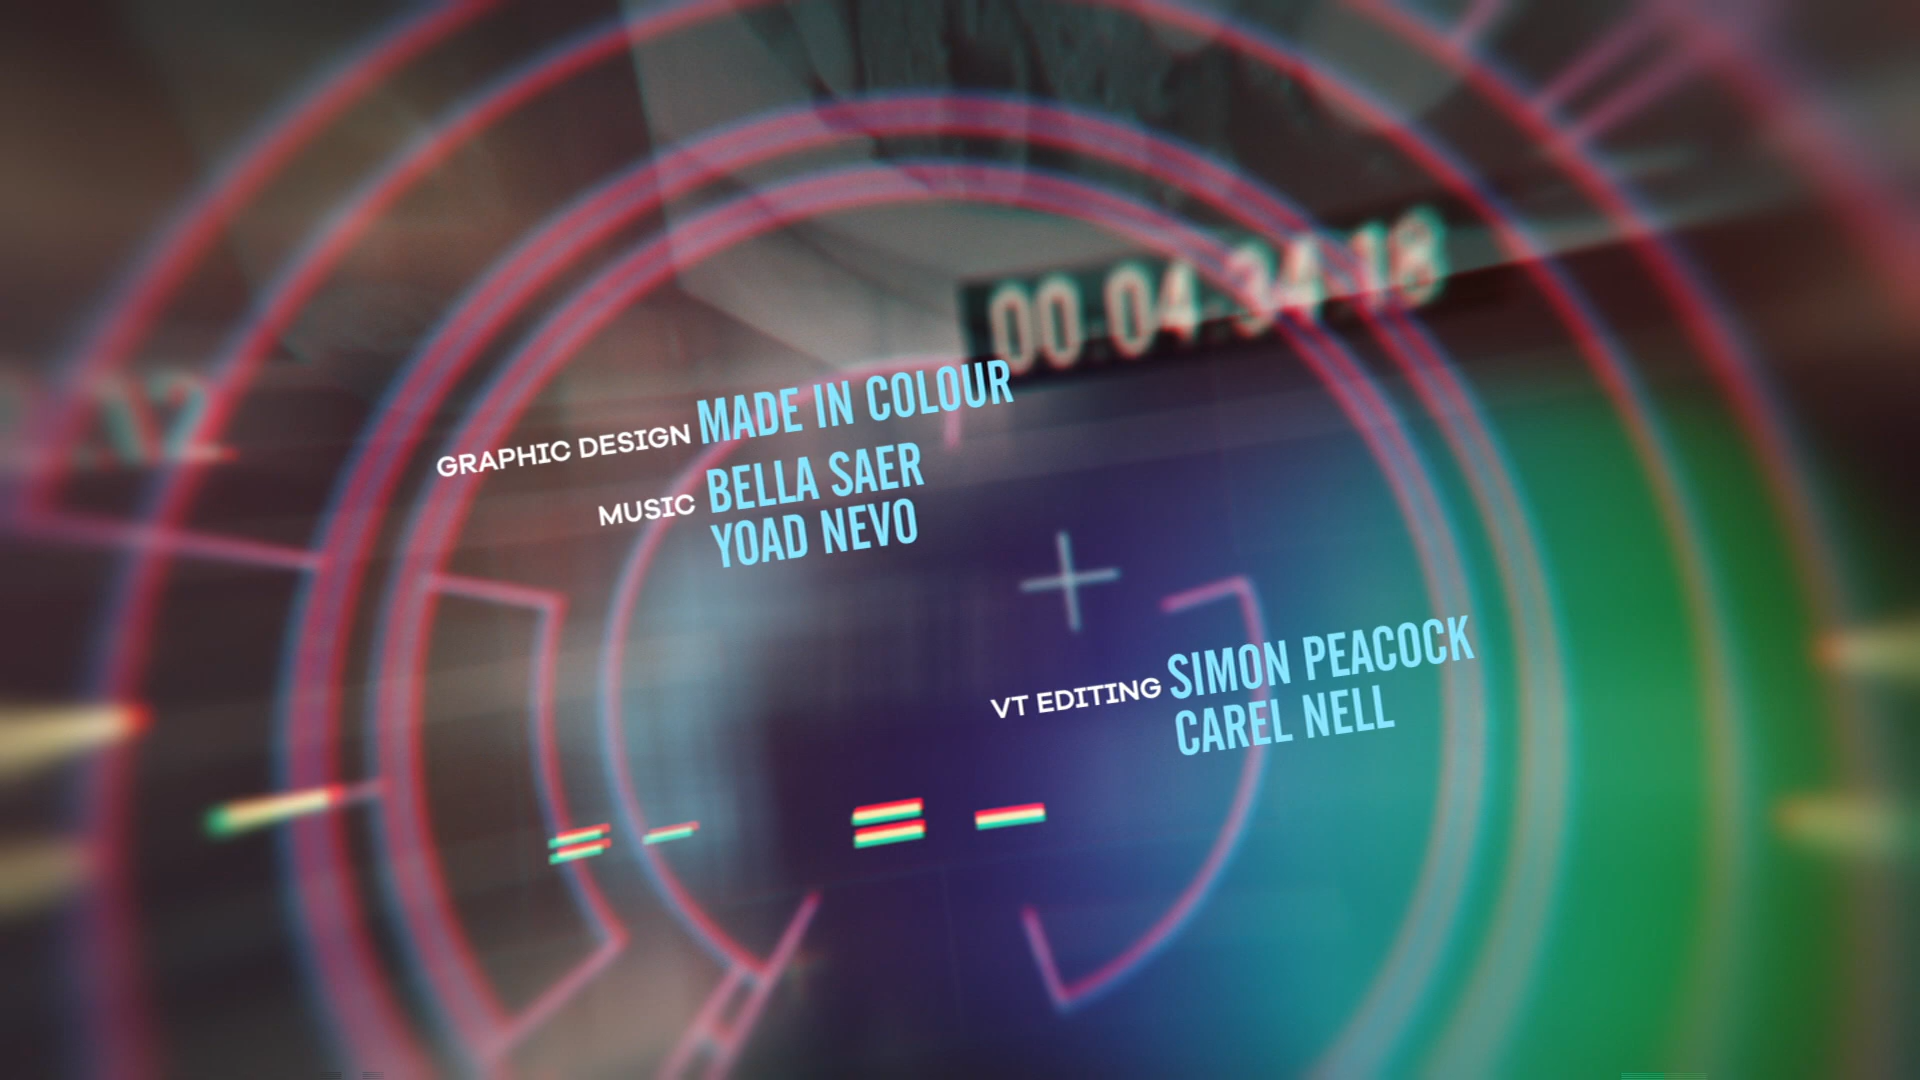 00:04:34:18
GRAPHIC DESIGN MADE IN COLOUR
MUSIC BELLA SAER
YOAD NEVO
VT EDITING SIMON PEACOCK
CAREL NELL